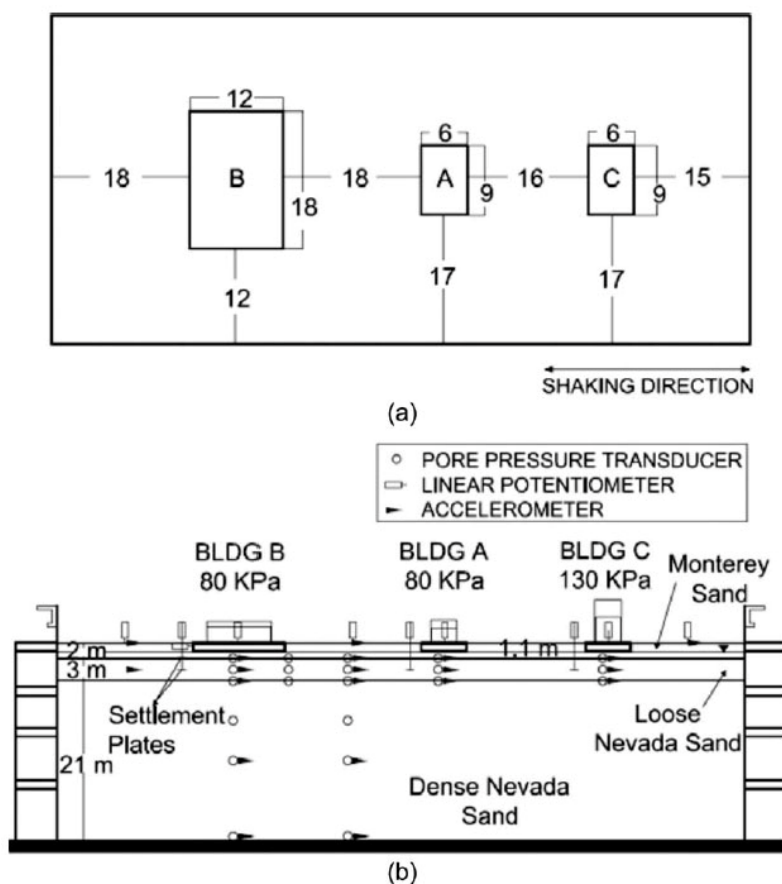 12
6
6
18
B
18
A
16
C
15
18
9
9
12
17
17
SHAKING DIRECTION
(a)
PORE PRESSURE TRANSDUCER
LINEAR POTENTIOMETER
ACCELEROMETER
BLDG B
80 KPa
BLDG A
80 KPa
BLDG C
130 KPa
Monterey
Sand
2 m
1.1 m
3 m
Settlement
Plates
Loose
Nevada Sand
21 m
Dense Nevada
Sand
(b)